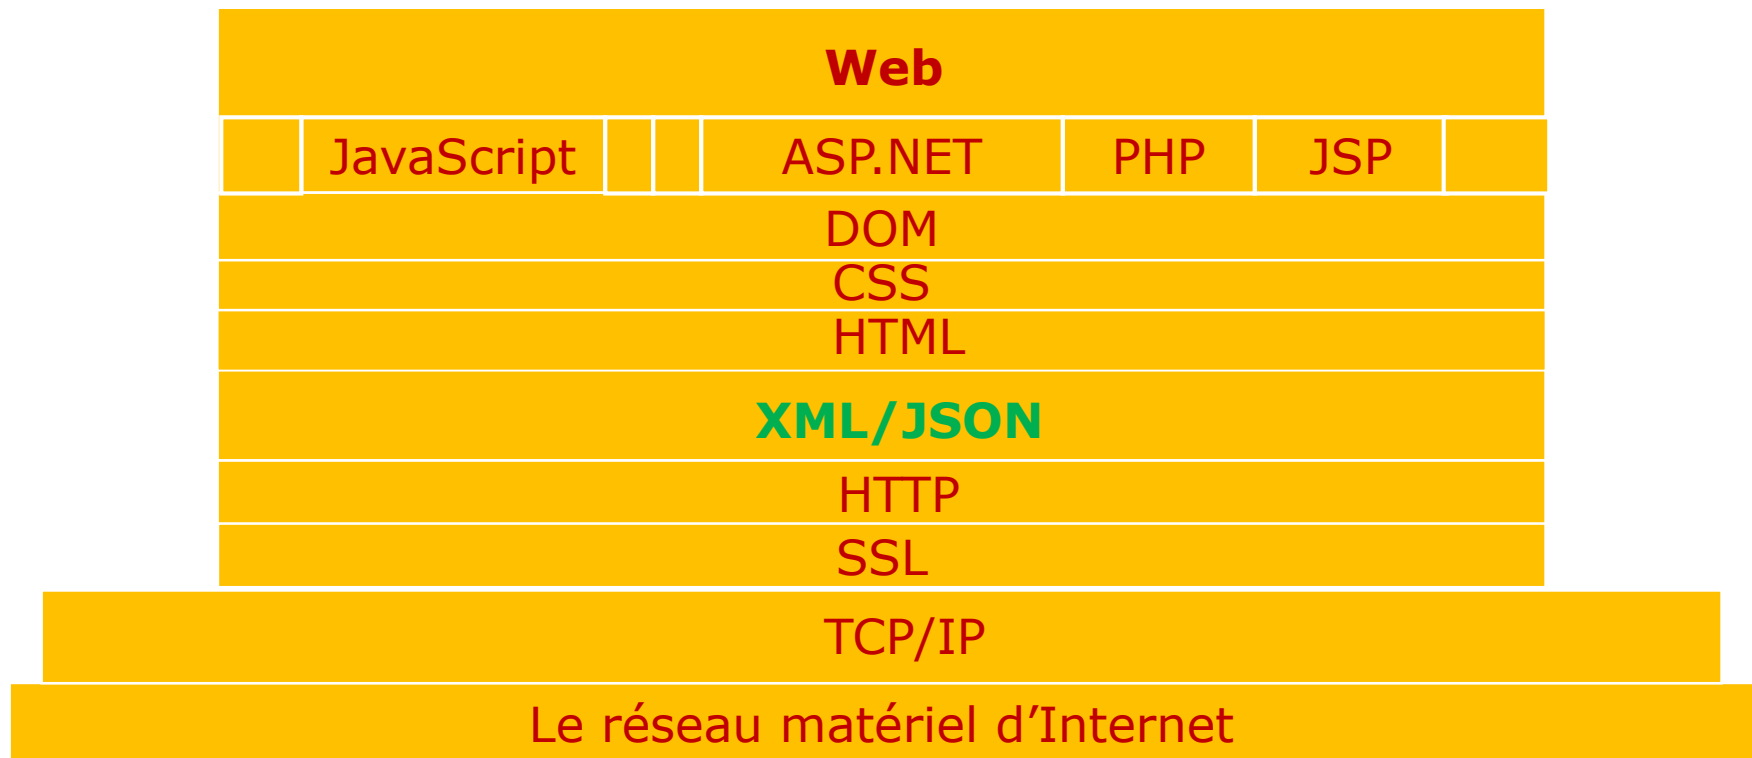 Web
JavaScript ASP.NET PHP JSP
DOM
CSS
HTML
XML/JSON
HTTP
SSL
TCP/IP
Le réseau matériel d’Internet